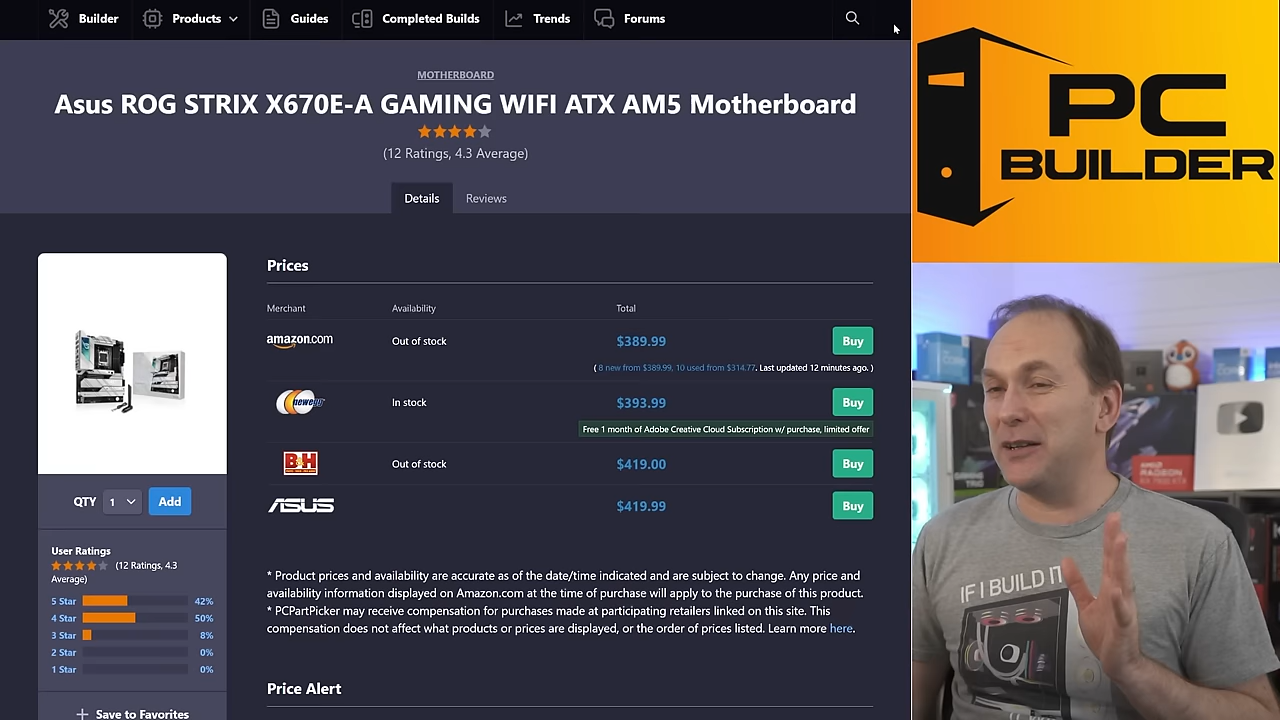 Builder
Products
Guides
Completed Builds
Trends
Forums
MOTHERBOARD
Asus ROG STRIX X670E-A GAMING WIFI ATX AM5 Motherboard
(12 Ratings, 4.3 Average)
Details
Reviews
Prices
Merchant
Availability
Total
amazon.com
Out of stock
$389.99
Buy
( 8 new from $389.99, 10 used from $314.77. Last updated 12 minutes ago. )
newegg
In stock
$393.99
Buy
Free 1 month of Adobe Creative Cloud Subscription w/ purchase, limited offer
B&H
Out of stock
$419.00
Buy
ASUS
$419.99
Buy
* Product prices and availability are accurate as of the date/time indicated and are subject to change. Any price and
availability information displayed on Amazon.com at the time of purchase will apply to the purchase of this product.
* PCPartPicker may receive compensation for purchases made at participating retailers linked on this site. This
compensation does not affect what products or prices are displayed, or the order of prices listed. Learn more here.
Price Alert
QTY
1
Add
User Ratings
(12 Ratings, 4.3
Average)
5 Star 42%
4 Star 50%
3 Star 8%
2 Star 0%
1 Star 0%
Save to Favorites
PC
BUILDER
IF I BUILD IT
AMD
RADEON